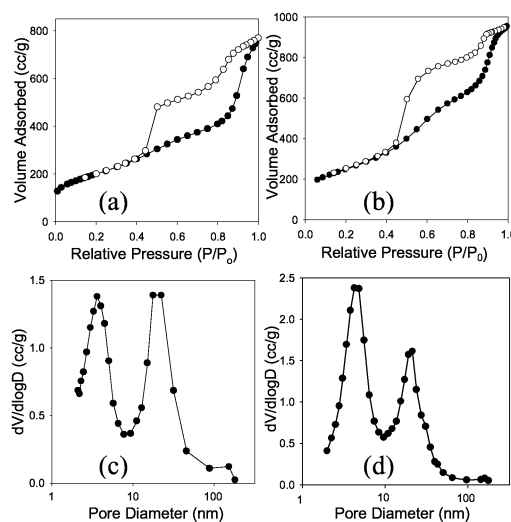 800
600
400
200
0
Volume Adsorbed (cc/g)
(a)
0.0 0.2 0.4 0.6 0.8 1.0
Relative Pressure (P/Po)
1000
800
600
400
200
0
Volume Adsorbed (cc/g)
(b)
0.0 0.2 0.4 0.6 0.8 1.0
Relative Pressure (P/P0)
1.5
1.0
0.5
0.0
dV/dlogD (cc/g)
(c)
1 10 100
Pore Diameter (nm)
2.5
2.0
1.5
1.0
0.5
0.0
dV/dlogD (cc/g)
(d)
10 100
Pore Diameter (nm)